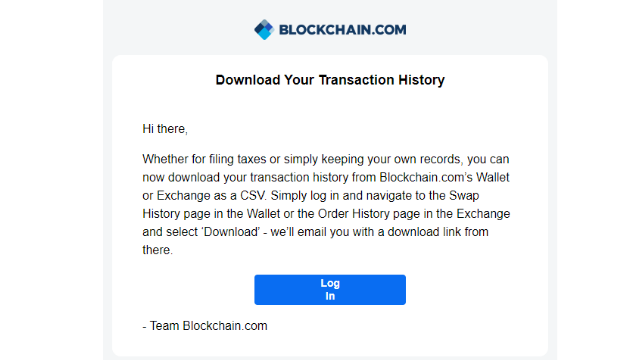 BLOCKCHAIN.COM
Download Your Transaction History
Hi there,
Whether for filing taxes or simply keeping your own records, you can
now download your transaction history from Blockchain.com's Wallet
or Exchange as a CSV. Simply log in and navigate to the Swap
History page in the Wallet or the Order History page in the Exchange
and select 'Download' - we'll email you with a download link from
there.
Log
In
- Team Blockchain.com